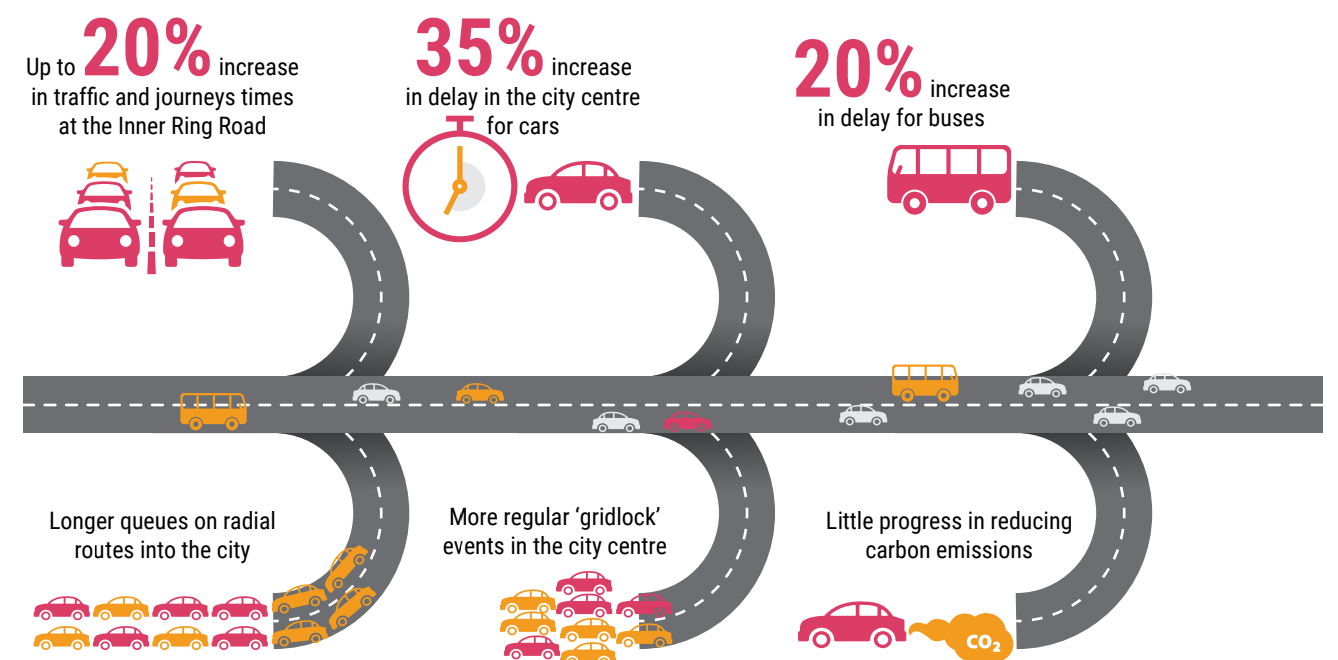 Up to 20% increase
in traffic and journeys times
at the Inner Ring Road
35% increase
in delay in the city centre
for cars
20% increase
in delay for buses
Longer queues on radial
routes into the city
More regular ‘gridlock’
events in the city centre
Little progress in reducing
carbon emissions
CO₂